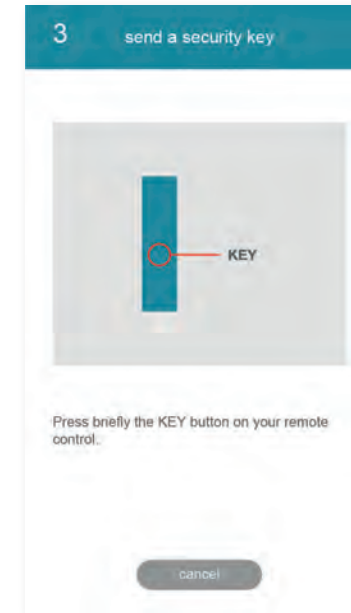 3 send a security key
KEY
Press briefly the KEY button on your remote
control.
cancel